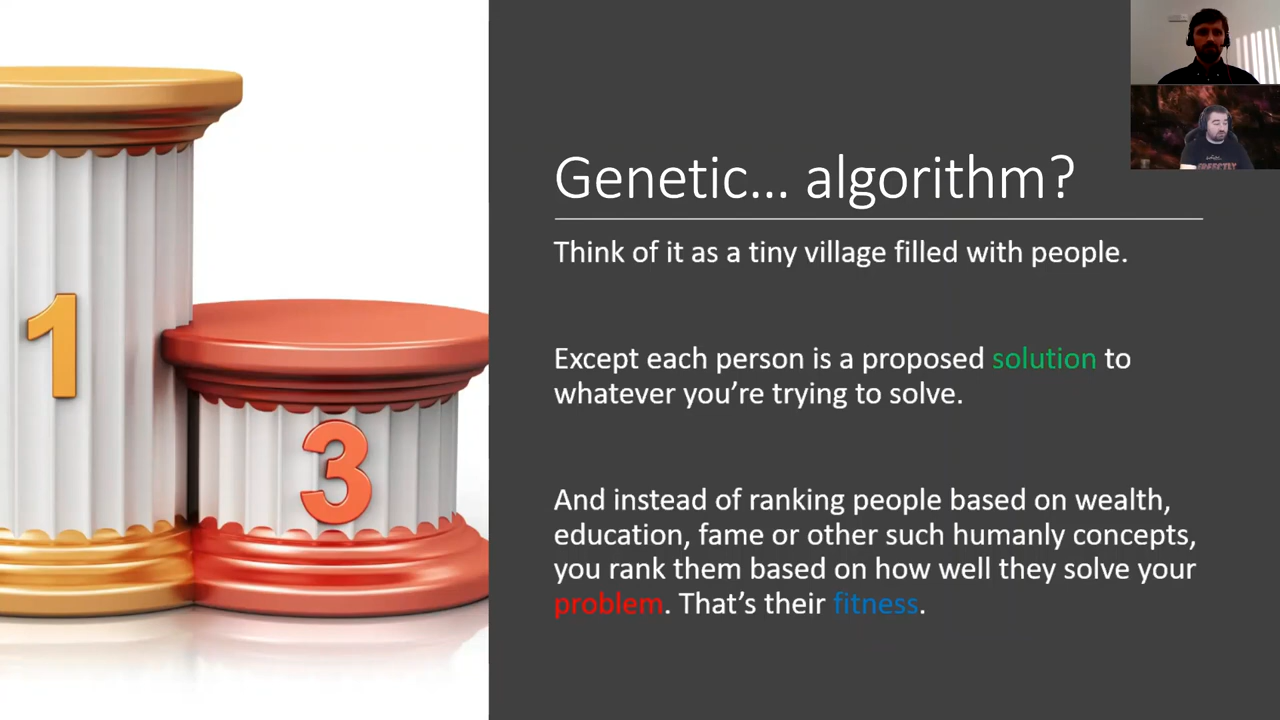 1
3
Genetic... algorithm?
Think of it as a tiny village filled with people.
Except each person is a proposed solution to
whatever you’re trying to solve.
And instead of ranking people based on wealth,
education, fame or other such humanly concepts,
you rank them based on how well they solve your
problem. That’s their fitness.